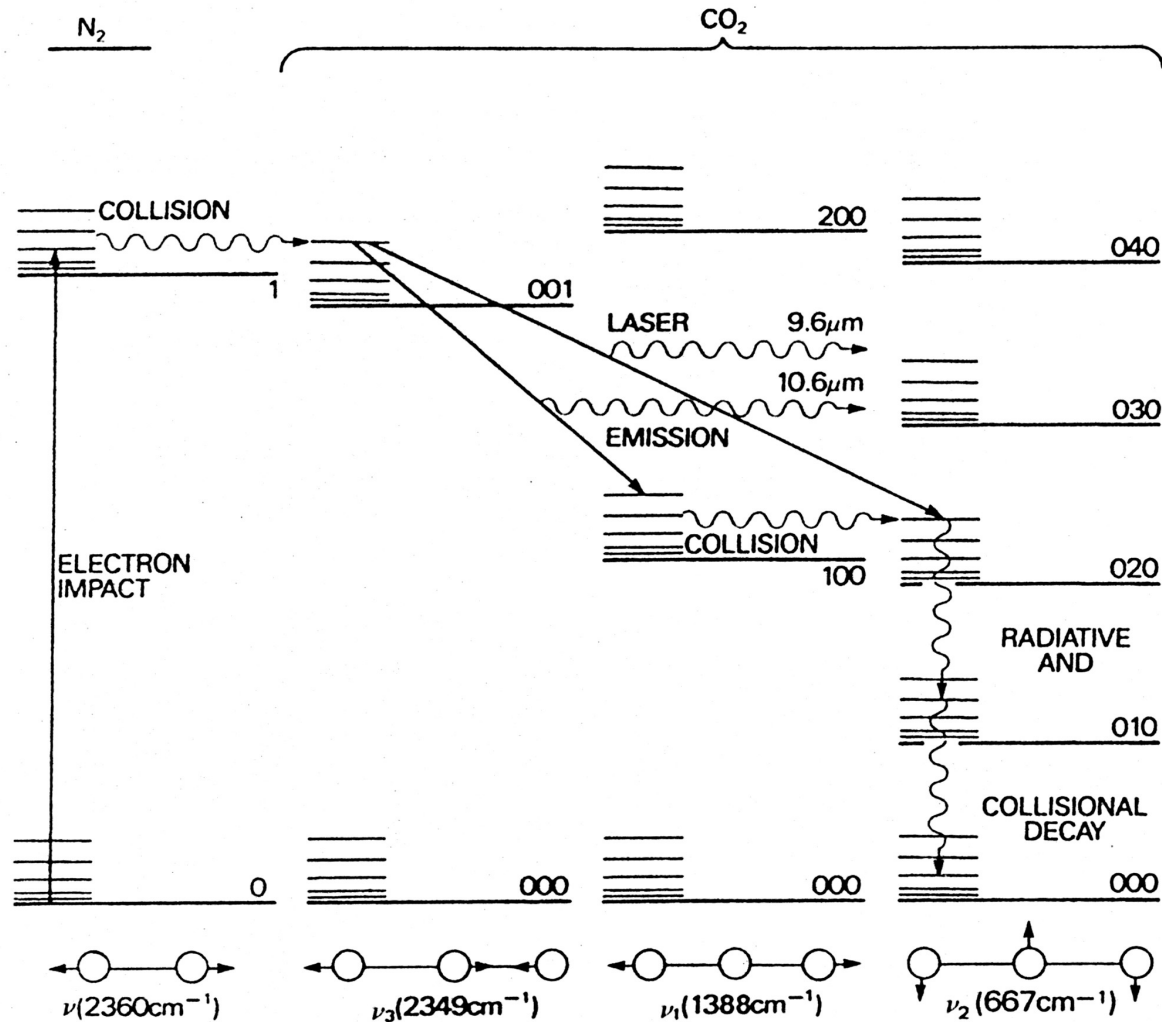 N₂
CO₂
COLLISION
200
040
1
001
LASER 9.6μm
10.6μm
EMISSION
030
COLLISION
100
ELECTRON
IMPACT
020
RADIATIVE
AND
010
COLLISIONAL
DECAY
0
000
000
000
ν(2360cm⁻¹)
ν₃(2349cm⁻¹)
ν₁(1388cm⁻¹)
ν₂(667cm⁻¹)